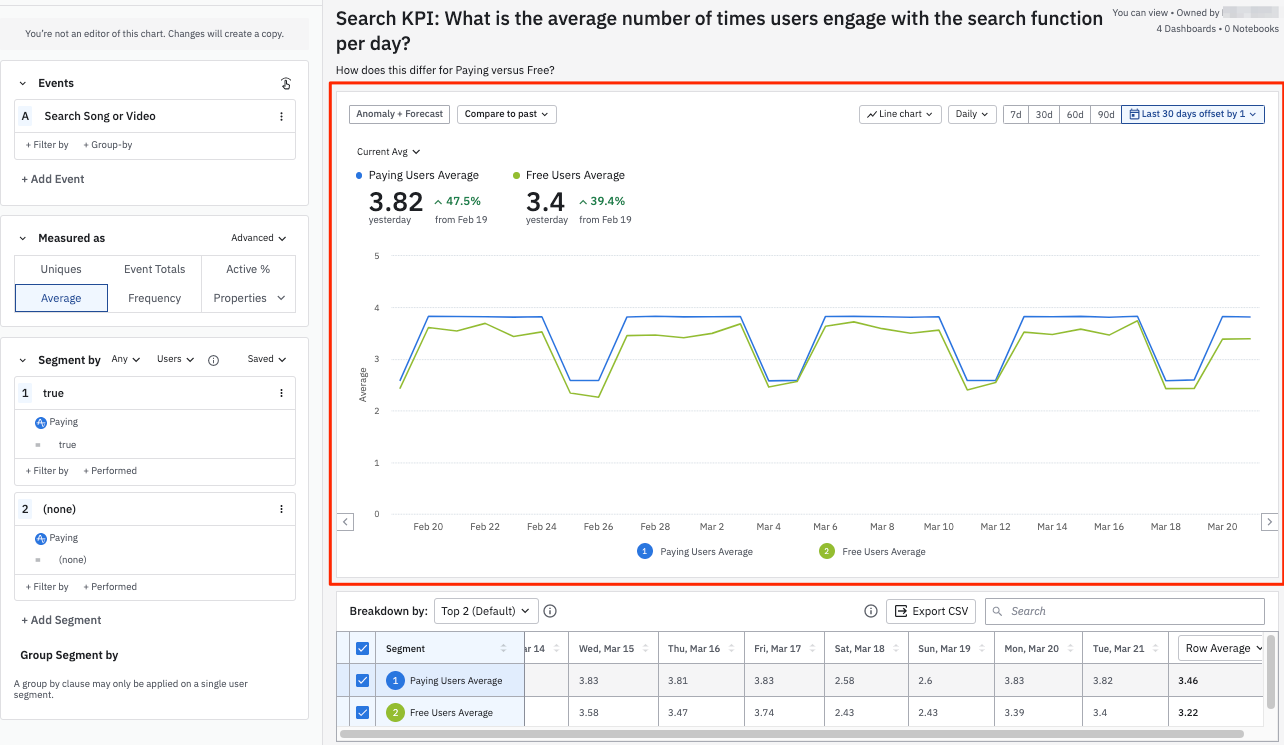 You're not an editor of this chart. Changes will create a copy.
Events
A Search Song or Video
+ Filter by + Group-by
+ Add Event
Measured as Advanced
Uniques Event Totals Active %
Average Frequency Properties
Segment by Any Users Saved
1 true
Paying
= true
+ Filter by + Performed
2 (none)
Paying
= (none)
+ Filter by + Performed
+ Add Segment
Group Segment by
A group by clause may only be applied on a single user
segment.
Search KPI: What is the average number of times users engage with the search function
per day?
You can view • Owned by
4 Dashboards • 0 Notebooks
How does this differ for Paying versus Free?
Anomaly + Forecast Compare to past Line chart Daily 7d 30d 60d 90d Last 30 days offset by 1
Current Avg
Paying Users Average Free Users Average
3.82 47.5% 3.4 39.4%
yesterday from Feb 19 yesterday from Feb 19
5
4
3
2
1
0
Average
Feb 20 Feb 22 Feb 24 Feb 26 Feb 28 Mar 2 Mar 4 Mar 6 Mar 8 Mar 10 Mar 12 Mar 14 Mar 16 Mar 18 Mar 20
1 Paying Users Average 2 Free Users Average
Breakdown by: Top 2 (Default) Export CSV Search
Segment ar 14 Wed, Mar 15 Thu, Mar 16 Fri, Mar 17 Sat, Mar 18 Sun, Mar 19 Mon, Mar 20 Tue, Mar 21 Row Average
1 Paying Users Average 3.83 3.81 3.83 2.58 2.6 3.83 3.82 3.46
2 Free Users Average 3.58 3.47 3.74 2.43 2.43 3.39 3.4 3.22